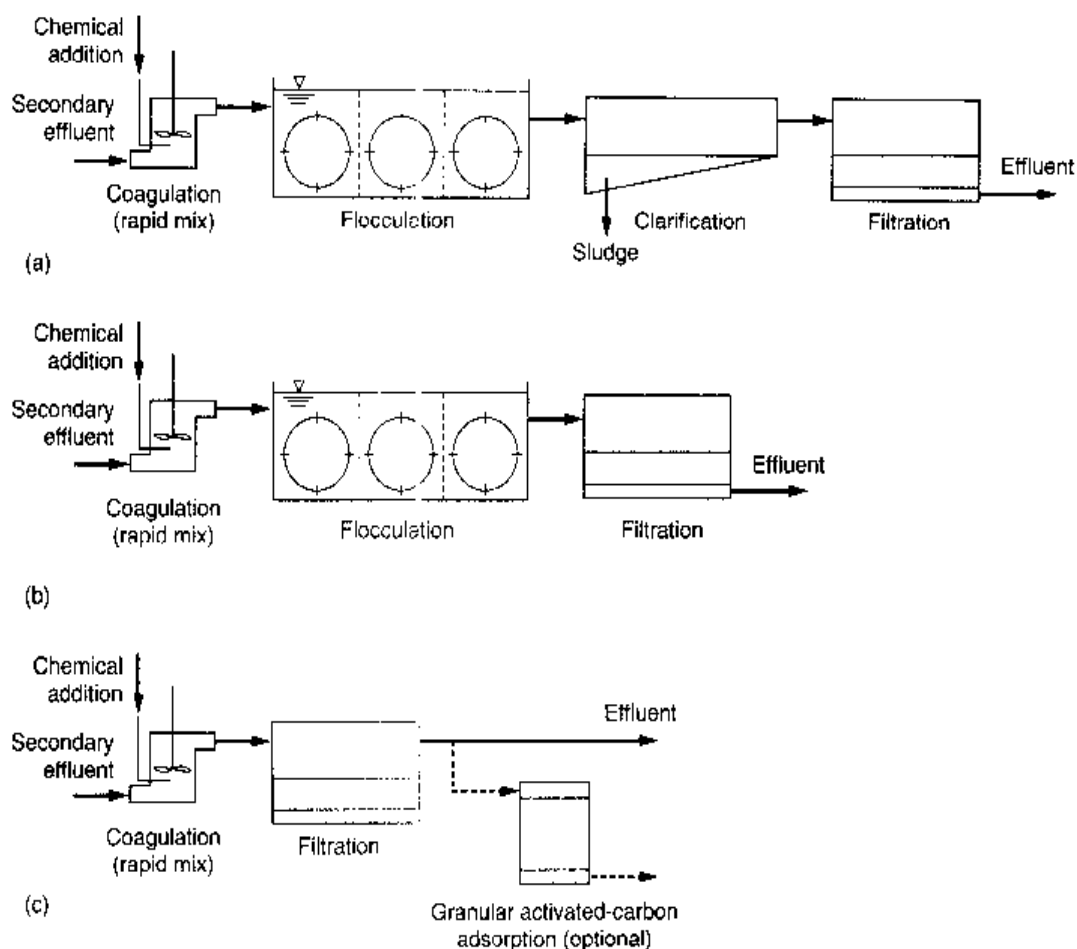 Chemical
addition
Secondary
effluent
Coagulation
(rapid mix)
Flocculation
Clarification
Sludge
Filtration
Effluent
(a)
Chemical
addition
Secondary
effluent
Coagulation
(rapid mix)
Flocculation
Filtration
Effluent
(b)
Chemical
addition
Secondary
effluent
Coagulation
(rapid mix)
Filtration
Effluent
Granular activated-carbon
adsorption (optional)
(c)